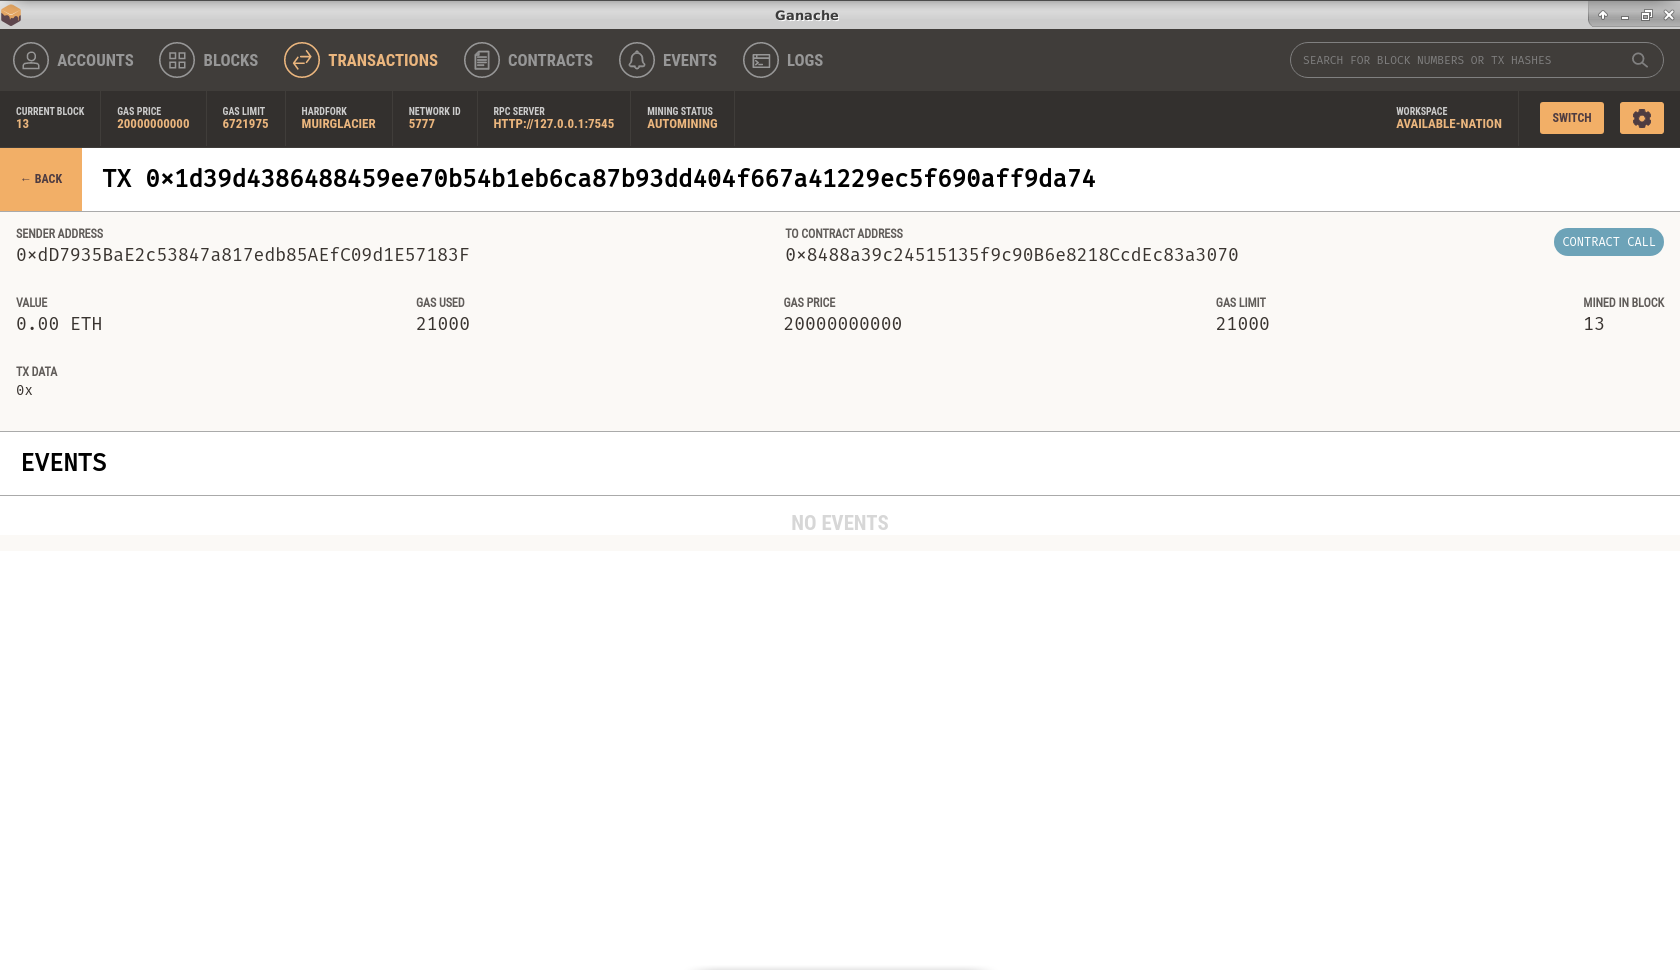 Ganache
ACCOUNTS BLOCKS TRANSACTIONS CONTRACTS EVENTS LOGS SEARCH FOR BLOCK NUMBERS OR TX HASHES
CURRENT BLOCK GAS PRICE GAS LIMIT HARDFORK NETWORK ID RPC SERVER MINING STATUS WORKSPACE
13 20000000000 6721975 MUIRGLACIER 5777 HTTP://127.0.0.1:7545 AUTOMINING AVAILABLE-NATION SWITCH
← BACK TX 0×1d39d4386488459ee70b54b1eb6ca87b93dd404f667a41229ec5f690aff9da74
SENDER ADDRESS TO CONTRACT ADDRESS
0×dD7935BaE2c53847a817edb85AEfC09d1E57183F 0×8488a39c24515135f9c90B6e8218CcdEc83a3070 CONTRACT CALL
VALUE GAS USED GAS PRICE GAS LIMIT MINED IN BLOCK
0.00 ETH 21000 20000000000 21000 13
TX DATA
0x
EVENTS
NO EVENTS